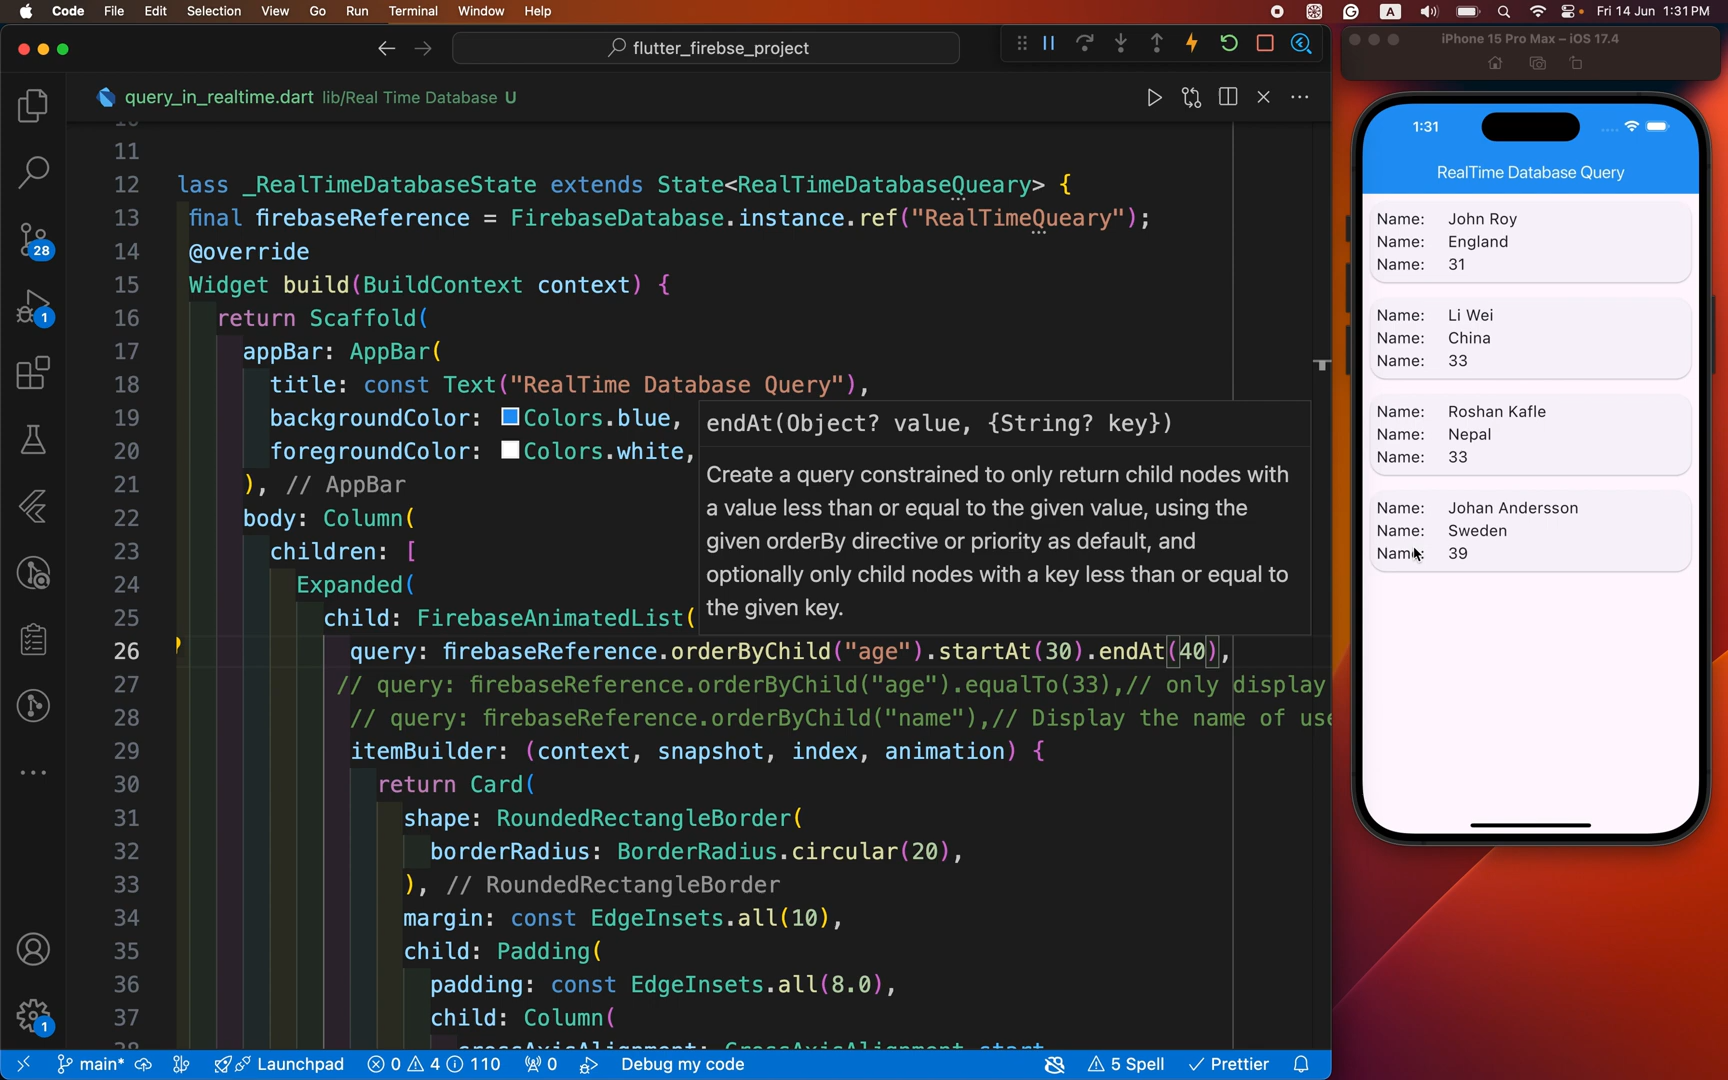 Code File Edit Selection View Go Run Terminal Window Help
A Fri 14 Jun 1:31 PM
flutter_firebse_project
query_in_realtime.dart lib/Real Time Database U
11
12 lass _RealTimeDatabaseState extends State<RealTimeDatabaseQueary> {
13 final firebaseReference = FirebaseDatabase.instance.ref("RealTimeQueary");
14 @override
15 Widget build(BuildContext context) {
16 return Scaffold(
17 appBar: AppBar(
18 title: const Text("RealTime Database Query"),
19 backgroundColor: Colors.blue,
20 foregroundColor: Colors.white,
21 ), // AppBar
22 body: Column(
23 children: [
24 Expanded(
25 child: FirebaseAnimatedList(
26 query: firebaseReference.orderByChild("age").startAt(30).endAt(40),
27 // query: firebaseReference.orderByChild("age").equalTo(33),// only display
28 // query: firebaseReference.orderByChild("name"),// Display the name of use
29 itemBuilder: (context, snapshot, index, animation) {
30 return Card(
31 shape: RoundedRectangleBorder(
32 borderRadius: BorderRadius.circular(20),
33 ), // RoundedRectangleBorder
34 margin: const EdgeInsets.all(10),
35 child: Padding(
36 padding: const EdgeInsets.all(8.0),
37 child: Column(
endAt(Object? value, {String? key})
Create a query constrained to only return child nodes with
a value less than or equal to the given value, using the
given orderBy directive or priority as default, and
optionally only child nodes with a key less than or equal to
the given key.
28
1
1
main* Launchpad 0 4 110 0 Debug my code 5 Spell Prettier
iPhone 15 Pro Max – iOS 17.4
1:31
RealTime Database Query
Name: John Roy
Name: England
Name: 31
Name: Li Wei
Name: China
Name: 33
Name: Roshan Kafle
Name: Nepal
Name: 33
Name: Johan Andersson
Name: Sweden
Name: 39